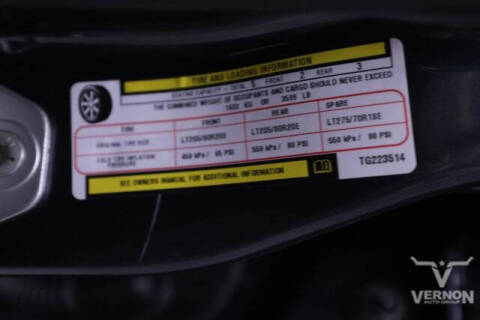 TIRE AND LOADING INFORMATION
SEATING CAPACITY - TOTAL 5 FRONT 2 REAR 3
THE COMBINED WEIGHT OF OCCUPANTS AND CARGO SHOULD NEVER EXCEED
KG OR LB
TIRE FRONT REAR SPARE
ORIGINAL TIRE SIZE LT265/60R20E LT265/60R20E LT275/70R18E
COLD TIRE INFLATION PRESSURE 450 kPa / 65 PSI 550 kPa / 80 PSI 550 kPa / 80 PSI
SEE OWNERS MANUAL FOR ADDITIONAL INFORMATION
TG223514
VERNON
AUTO GROUP